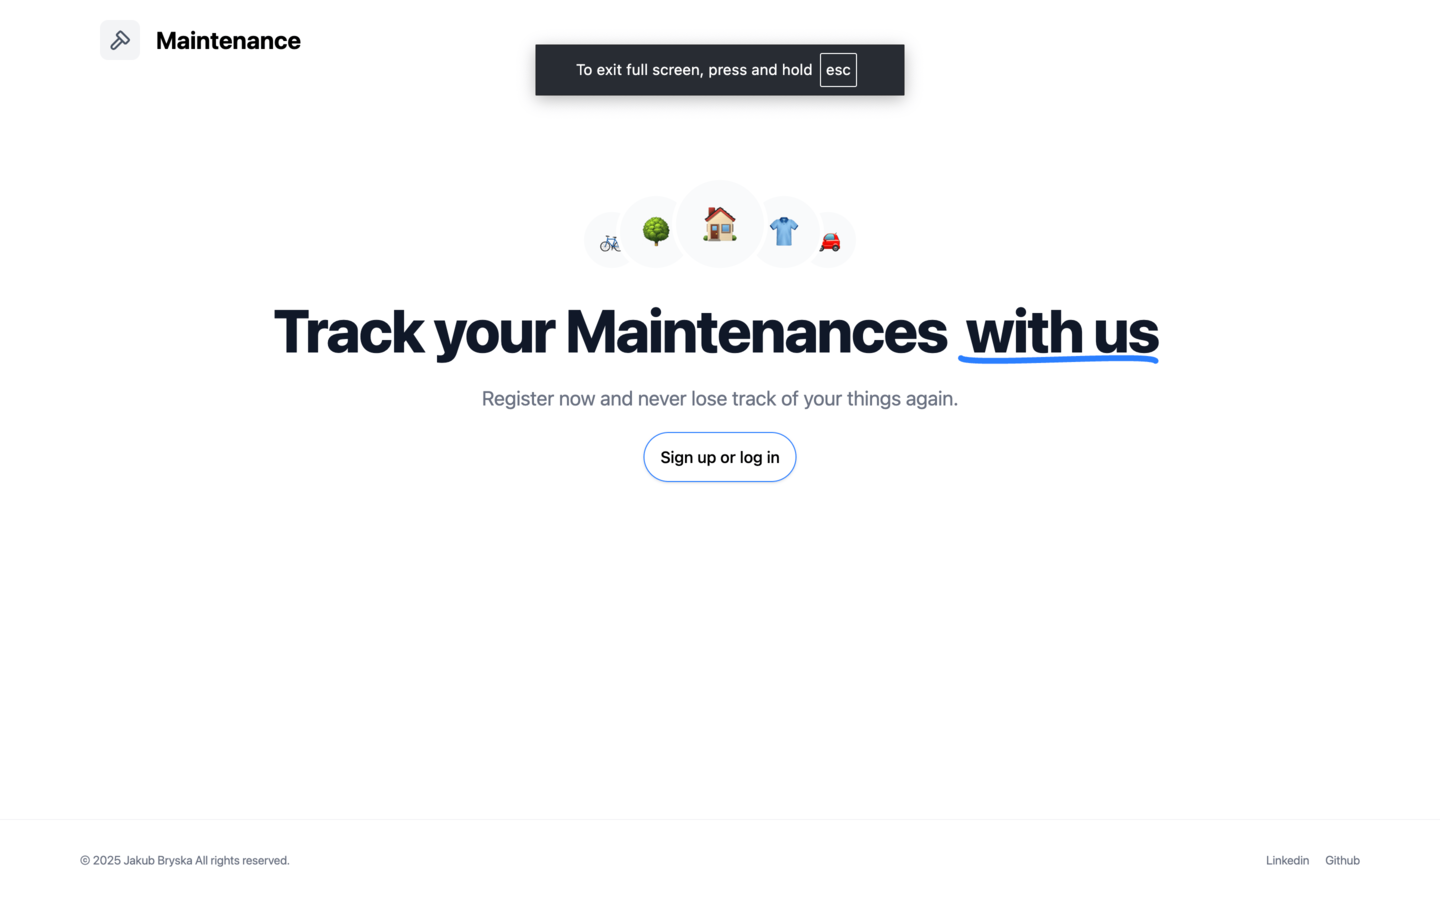 Maintenance
To exit full screen, press and hold esc
Track your Maintenances with us
Register now and never lose track of your things again.
Sign up or log in
© 2025 Jakub Bryska All rights reserved.
Linkedin Github